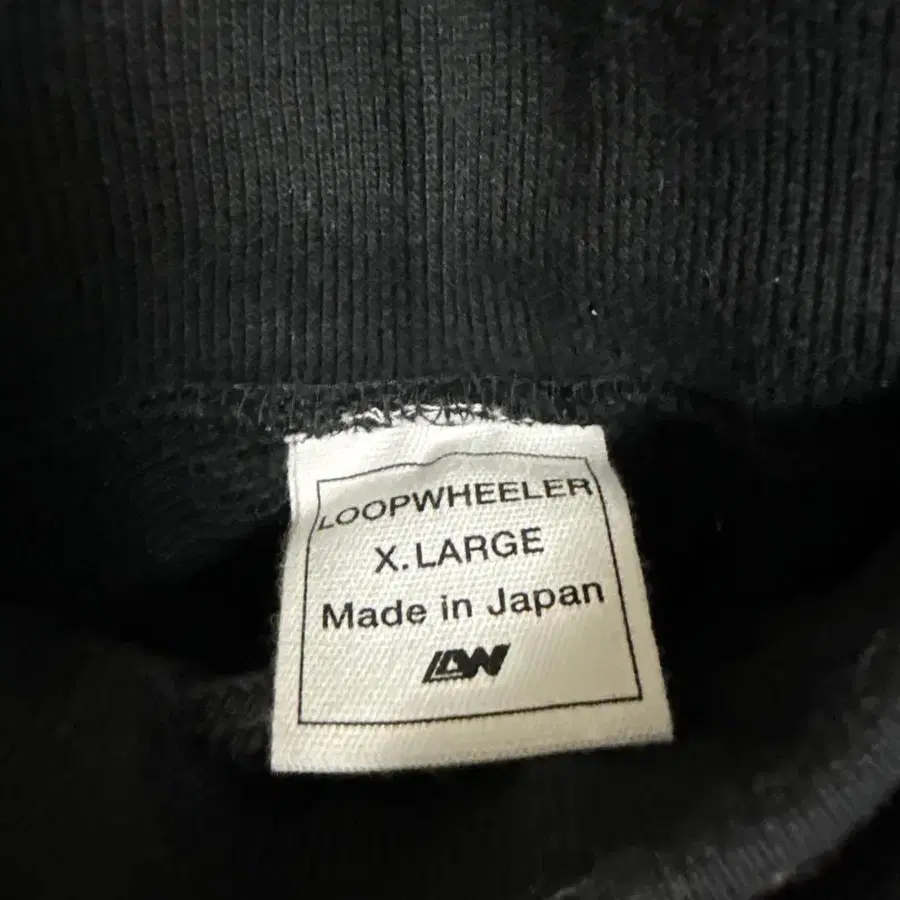 LOOPWHEELER
X.LARGE
Made in Japan
LW